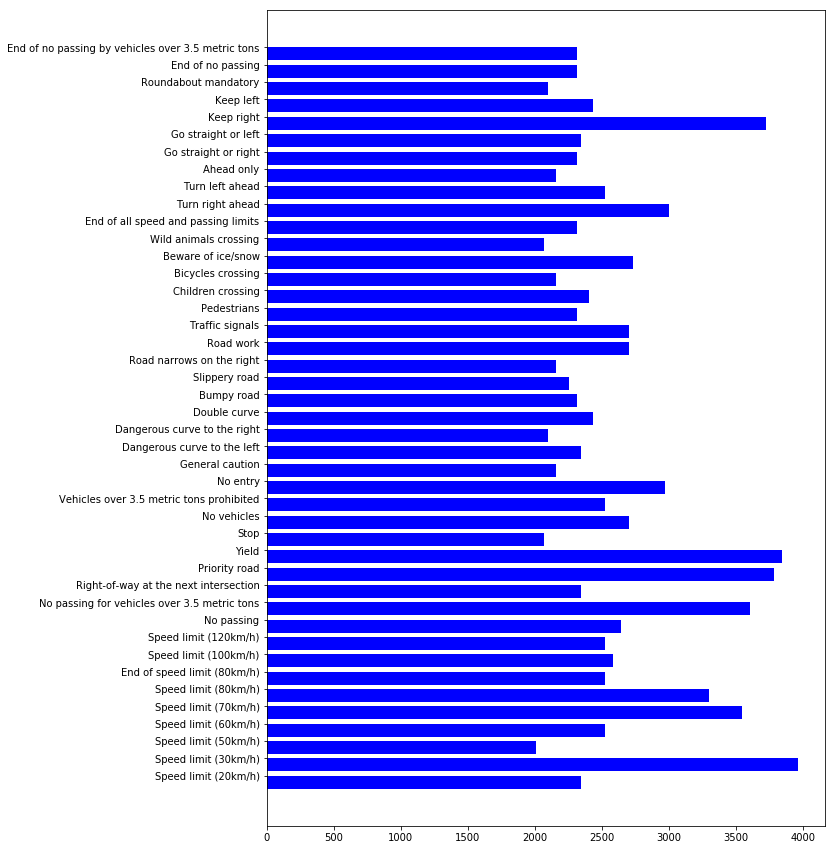 End of no passing by vehicles over 3.5 metric tons
End of no passing
Roundabout mandatory
Keep left
Keep right
Go straight or left
Go straight or right
Ahead only
Turn left ahead
Turn right ahead
End of all speed and passing limits
Wild animals crossing
Beware of ice/snow
Bicycles crossing
Children crossing
Pedestrians
Traffic signals
Road work
Road narrows on the right
Slippery road
Bumpy road
Double curve
Dangerous curve to the right
Dangerous curve to the left
General caution
No entry
Vehicles over 3.5 metric tons prohibited
No vehicles
Stop
Yield
Priority road
Right-of-way at the next intersection
No passing for vehicles over 3.5 metric tons
No passing
Speed limit (120km/h)
Speed limit (100km/h)
End of speed limit (80km/h)
Speed limit (80km/h)
Speed limit (70km/h)
Speed limit (60km/h)
Speed limit (50km/h)
Speed limit (30km/h)
Speed limit (20km/h)
0 500 1000 1500 2000 2500 3000 3500 4000